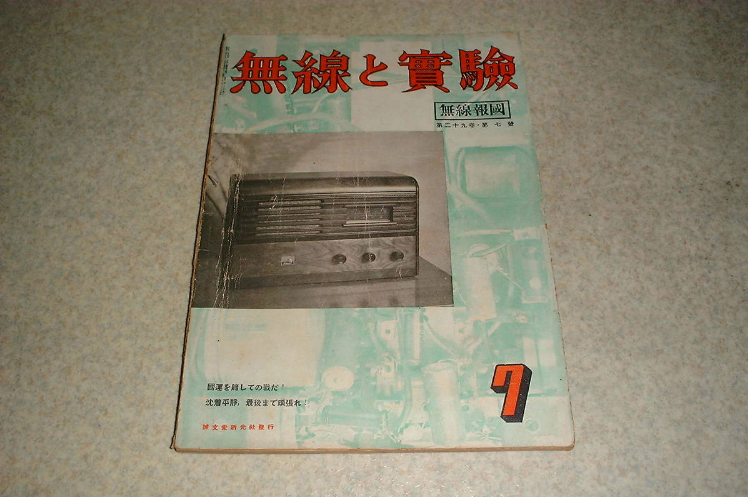 無線と實驗
無線報國
第二十九巻・第七號
國運を賭しての戰だ!
沈着平靜、最後まで頑張れ!
誠文堂新光社發行
7